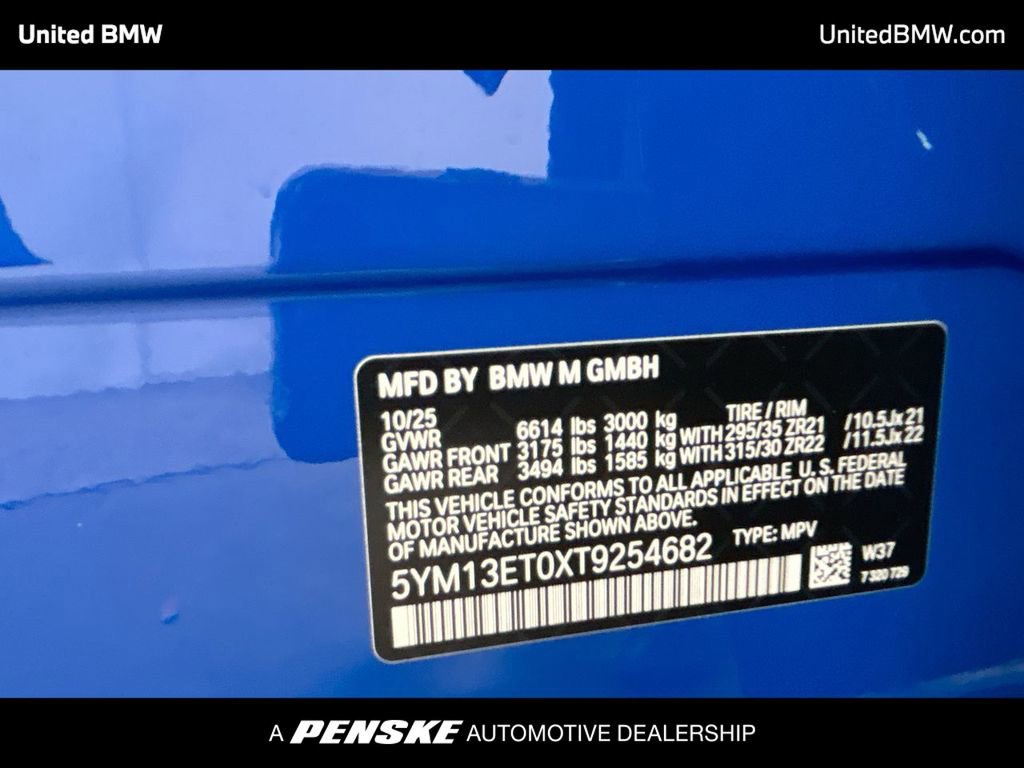 United BMW
UnitedBMW.com
MFD BY BMW M GMBH
10/25 TIRE / RIM
GVWR 6614 lbs 3000 kg
GAWR FRONT 3175 lbs 1440 kg WITH 295/35 ZR21 /10.5Jx21
GAWR REAR 3494 lbs 1585 kg WITH 315/30 ZR22 /11.5Jx22
THIS VEHICLE CONFORMS TO ALL APPLICABLE U. S. FEDERAL
MOTOR VEHICLE SAFETY STANDARDS IN EFFECT ON THE DATE
OF MANUFACTURE SHOWN ABOVE.
TYPE: MPV
5YM13ET0XT9254682
W37
7 320 729
A PENSKE AUTOMOTIVE DEALERSHIP